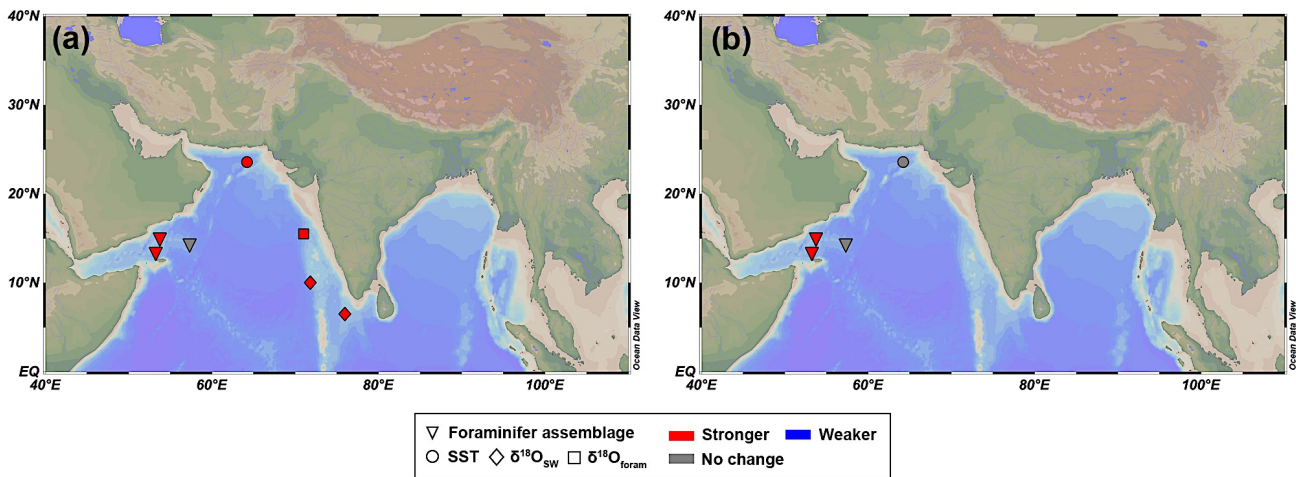 (a)
(b)
40°N
30°N
20°N
10°N
EQ
40°E
60°E
80°E
100°E
Ocean Data View
40°N
30°N
20°N
10°N
EQ
40°E
60°E
80°E
100°E
Ocean Data View
Foraminifer assemblage
Stronger
Weaker
SST
δ¹⁸O_SW
δ¹⁸O_foram
No change